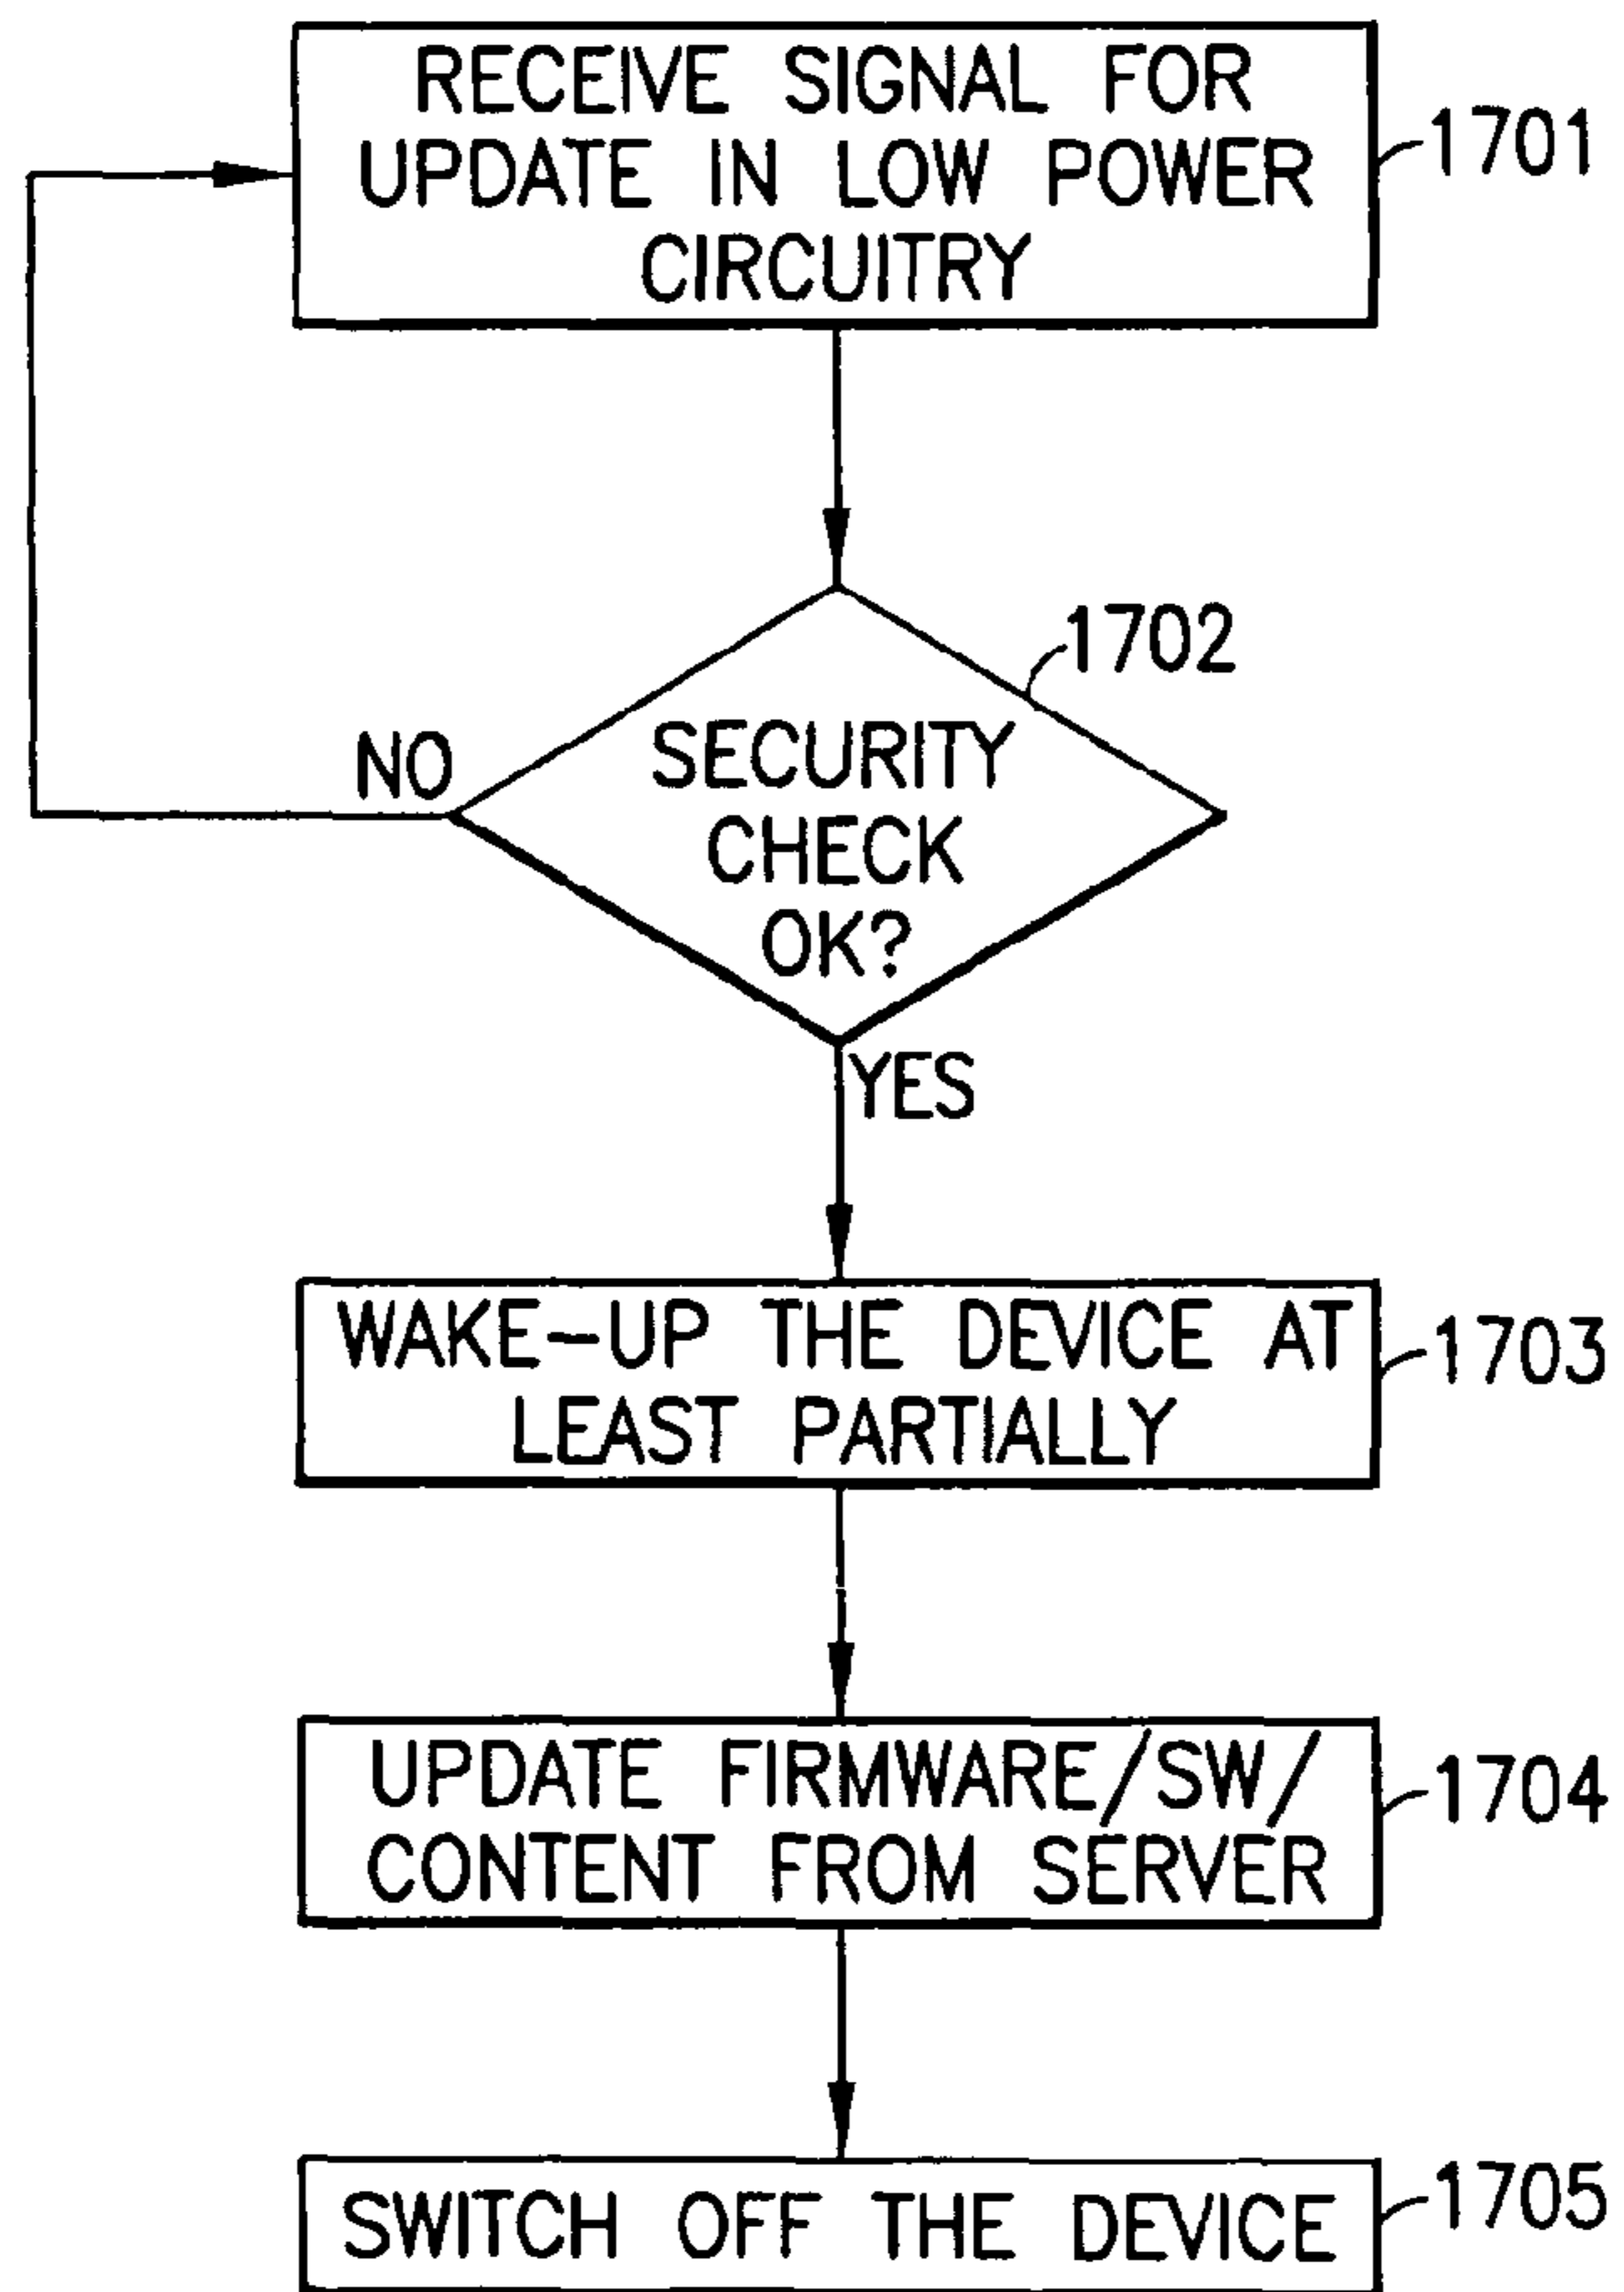 RECEIVE SIGNAL FOR
UPDATE IN LOW POWER
CIRCUITRY
1701
1702
SECURITY
CHECK
OK?
NO
YES
WAKE-UP THE DEVICE AT
LEAST PARTIALLY
1703
UPDATE FIRMWARE/SW/
CONTENT FROM SERVER
1704
SWITCH OFF THE DEVICE
1705